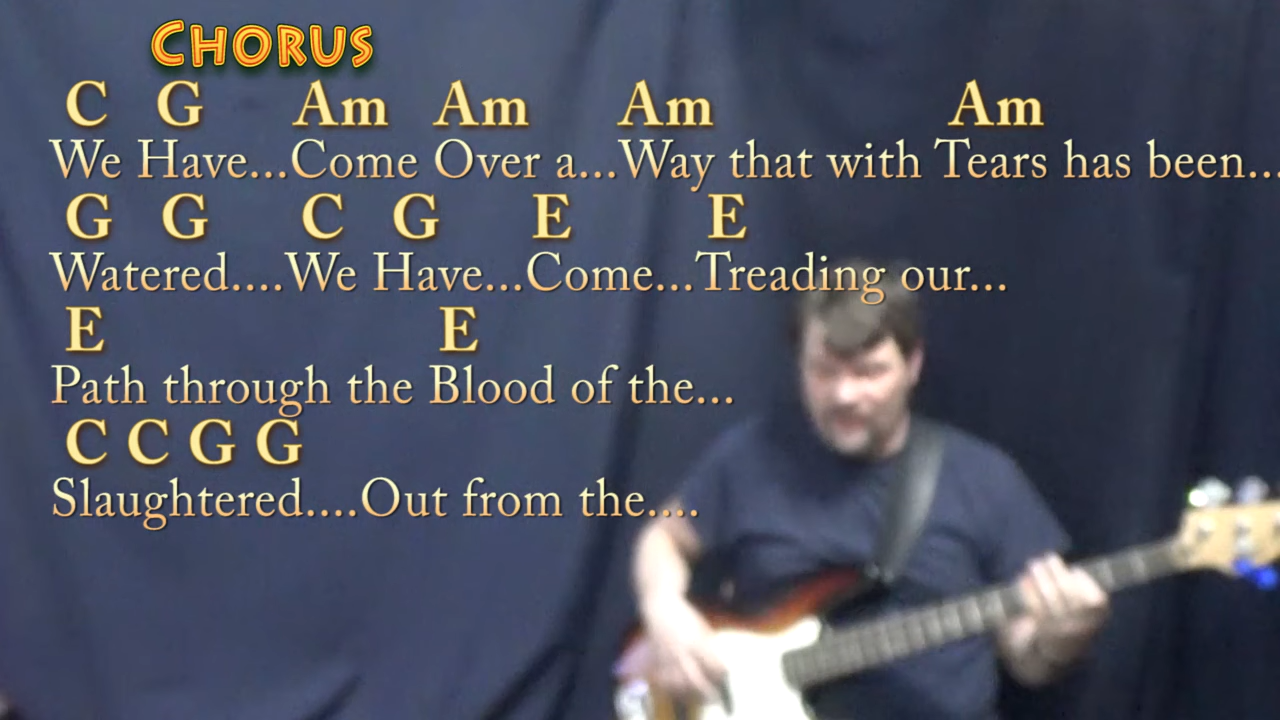 CHORUS
C G Am Am Am Am
We Have...Come Over a...Way that with Tears has been...
G G C G E E
Watered....We Have...Come...Treading our...
E E
Path through the Blood of the...
C C G G
Slaughtered....Out from the....